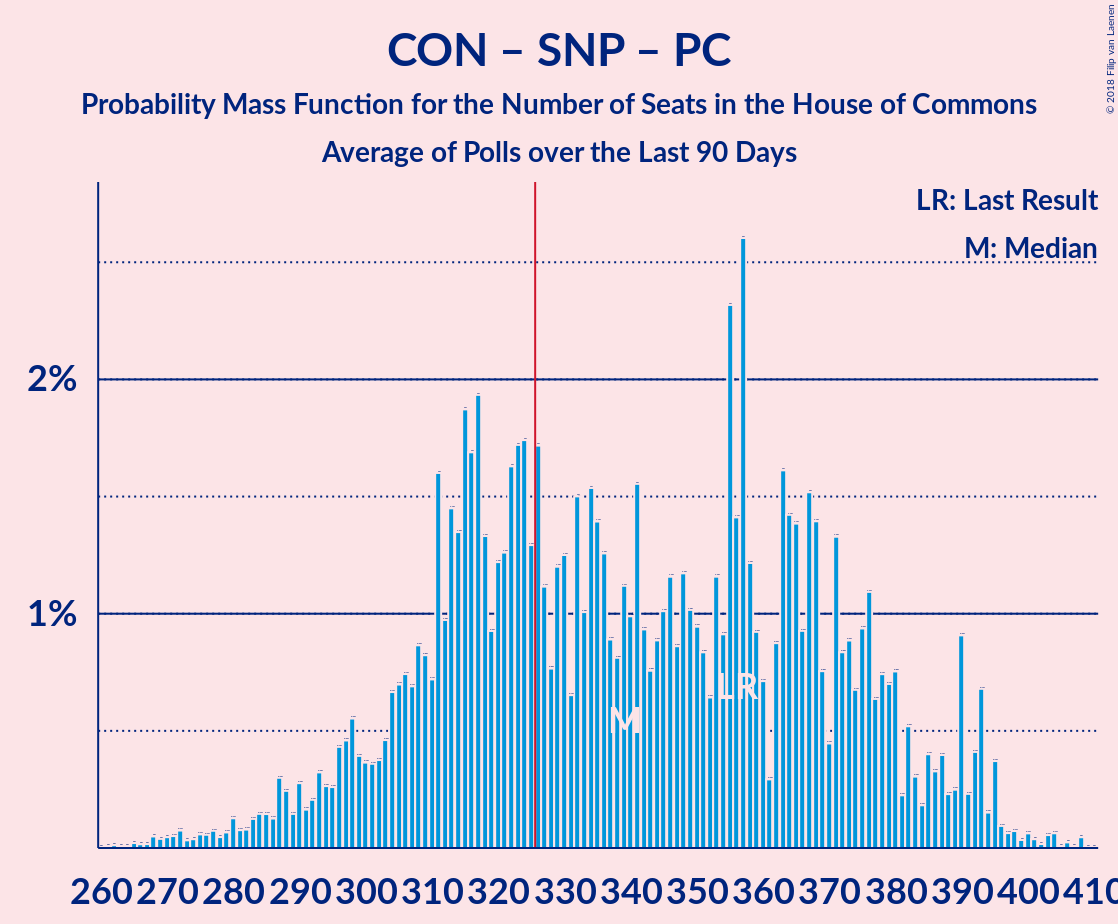 CON – SNP – PC
Probability Mass Function for the Number of Seats in the House of Commons
Average of Polls over the Last 90 Days
© 2018 Filip van Laenen
LR: Last Result
M: Median
2%
1%
LR
M
260 270 280 290 300 310 320 330 340 350 360 370 380 390 400 410